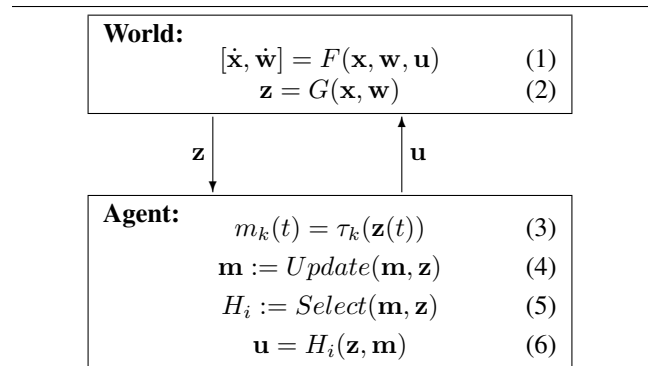 World:
[ẋ, ẇ] = F(x, w, u) (1)
z = G(x, w) (2)
z u
Agent:
m_k(t) = τ_k(z(t)) (3)
m := Update(m, z) (4)
H_i := Select(m, z) (5)
u = H_i(z, m) (6)